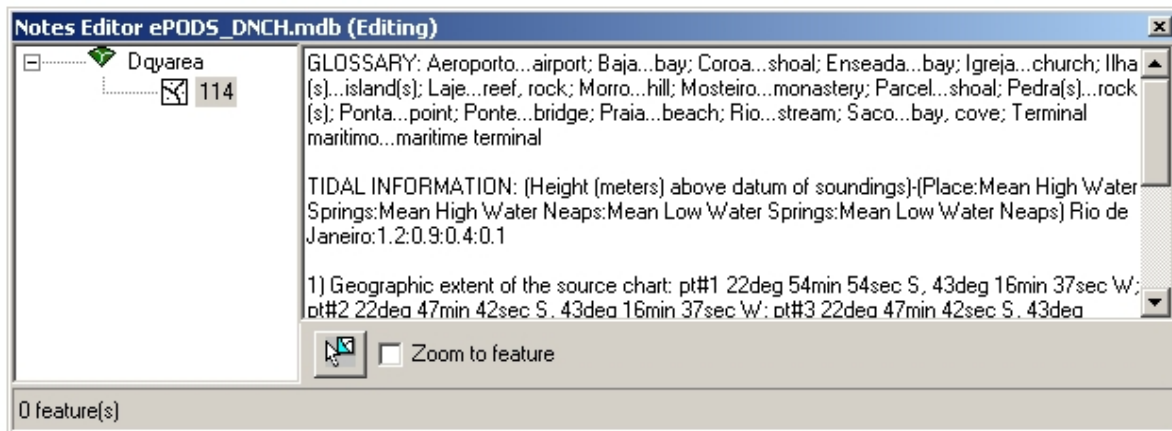 Notes Editor ePODS_DNCH.mdb (Editing)
Dqyarea
114
GLOSSARY: Aeroporto...airport; Baja...bay; Coroa...shoal; Enseada...bay; Igreja...church; Ilha
(s)...island(s); Laje...reef, rock; Morro...hill; Mosteiro...monastery; Parcel...shoal; Pedra(s)...rock
(s); Ponta...point; Ponte...bridge; Praia...beach; Rio...stream; Saco...bay, cove; Terminal
maritimo...maritime terminal
TIDAL INFORMATION: (Height (meters) above datum of soundings)-(Place:Mean High Water
Springs:Mean High Water Neaps:Mean Low Water Springs:Mean Low Water Neaps) Rio de
Janeiro:1.2:0.9:0.4:0.1
1) Geographic extent of the source chart: pt#1 22deg 54min 54sec S, 43deg 16min 37sec W;
pt#2 22deg 47min 42sec S, 43deg 16min 37sec W; pt#3 22deg 47min 42sec S, 43deg
Zoom to feature
0 feature(s)